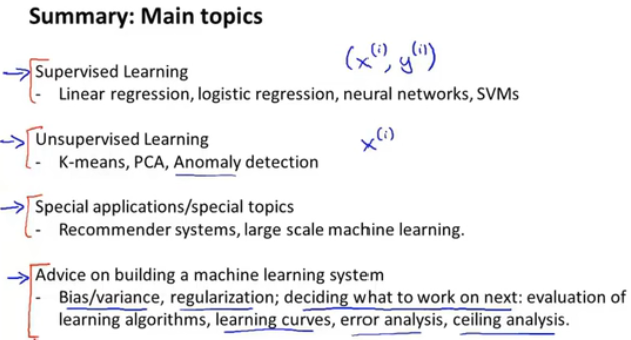 Summary: Main topics
(x^(i), y^(i))
Supervised Learning
- Linear regression, logistic regression, neural networks, SVMs
Unsupervised Learning
x^(i)
- K-means, PCA, Anomaly detection
Special applications/special topics
- Recommender systems, large scale machine learning.
Advice on building a machine learning system
- Bias/variance, regularization; deciding what to work on next: evaluation of
learning algorithms, learning curves, error analysis, ceiling analysis.